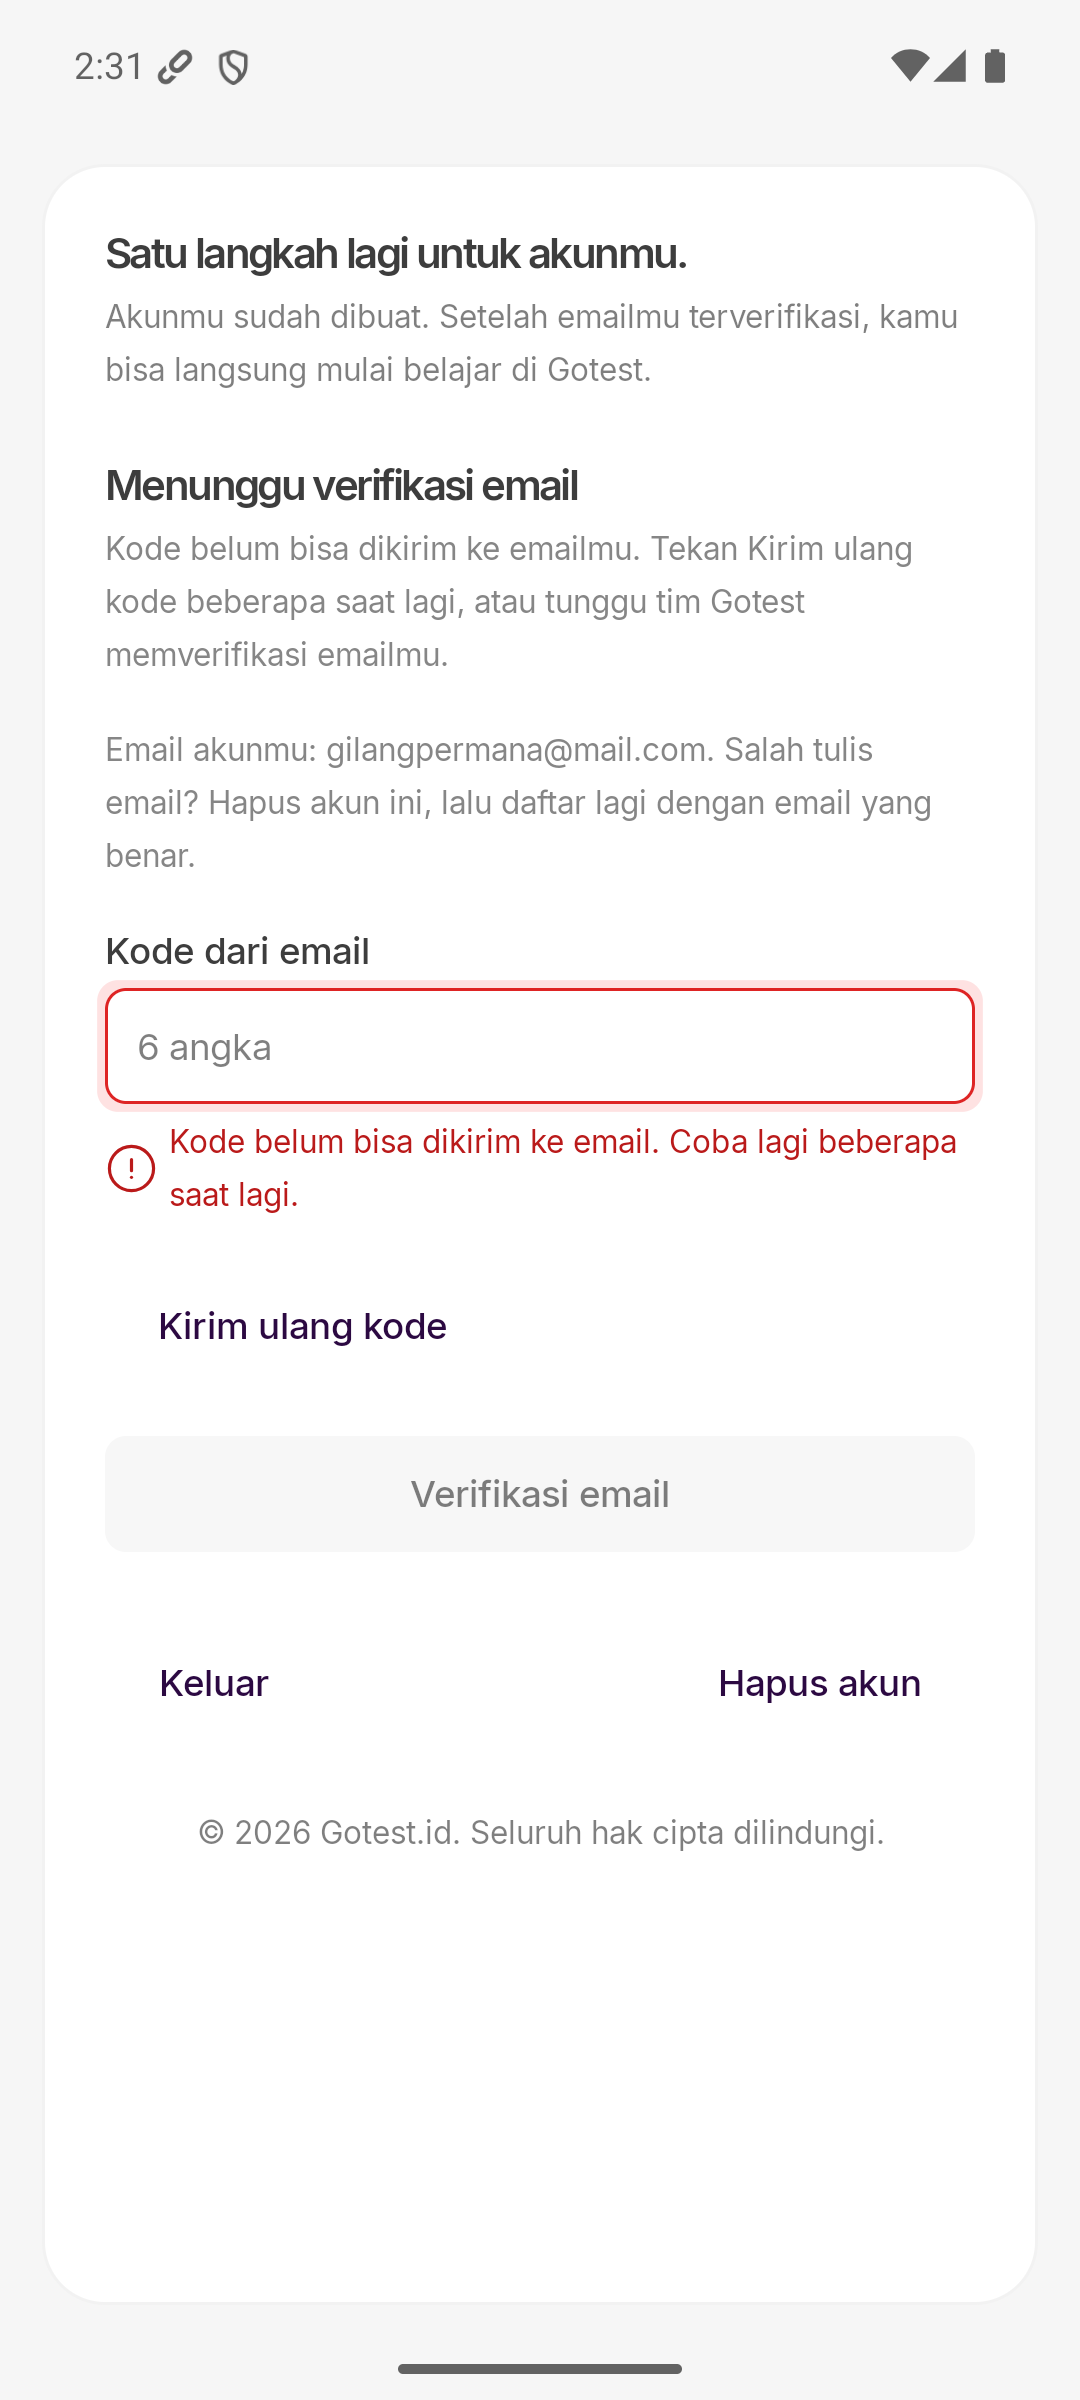 2:31
Satu langkah lagi untuk akunmu.
Akunmu sudah dibuat. Setelah emailmu terverifikasi, kamu
bisa langsung mulai belajar di Gotest.
Menunggu verifikasi email
Kode belum bisa dikirim ke emailmu. Tekan Kirim ulang
kode beberapa saat lagi, atau tunggu tim Gotest
memverifikasi emailmu.
Email akunmu: gilangpermana@mail.com. Salah tulis
email? Hapus akun ini, lalu daftar lagi dengan email yang
benar.
Kode dari email
6 angka
Kode belum bisa dikirim ke email. Coba lagi beberapa
saat lagi.
Kirim ulang kode
Verifikasi email
Keluar
Hapus akun
© 2026 Gotest.id. Seluruh hak cipta dilindungi.